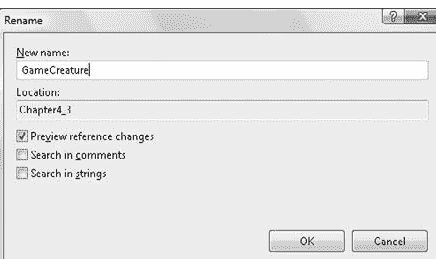 Rename
?
New name:
GameCreature
Location:
Chapter4_3
Preview reference changes
Search in comments
Search in strings
OK
Cancel